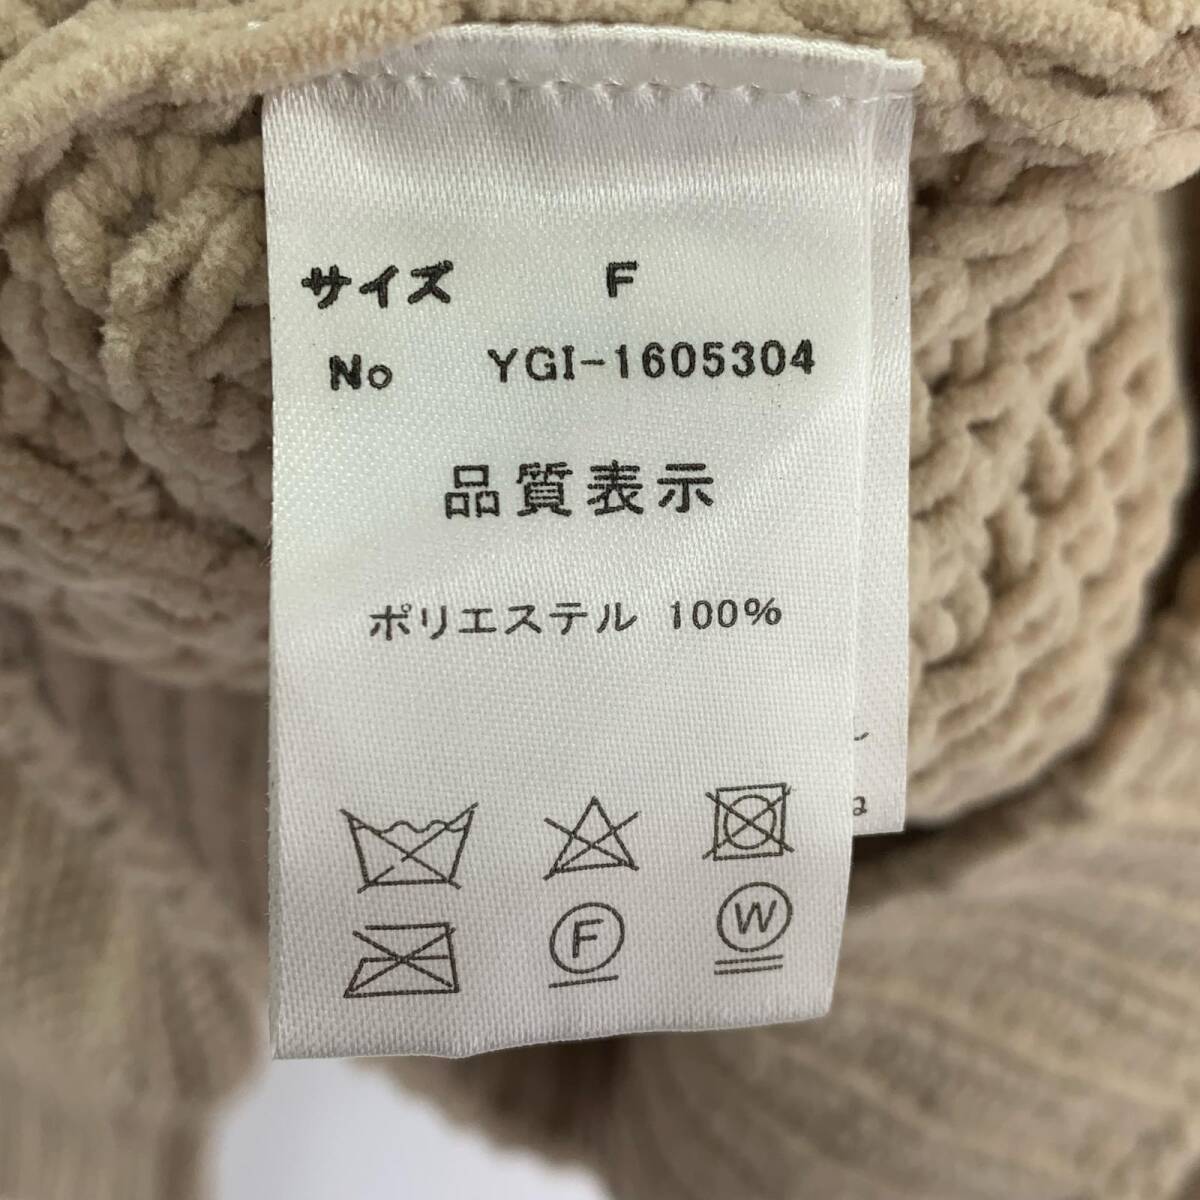 サイズ F
No YGI-1605304
品質表示
ポリエステル 100%
F
W